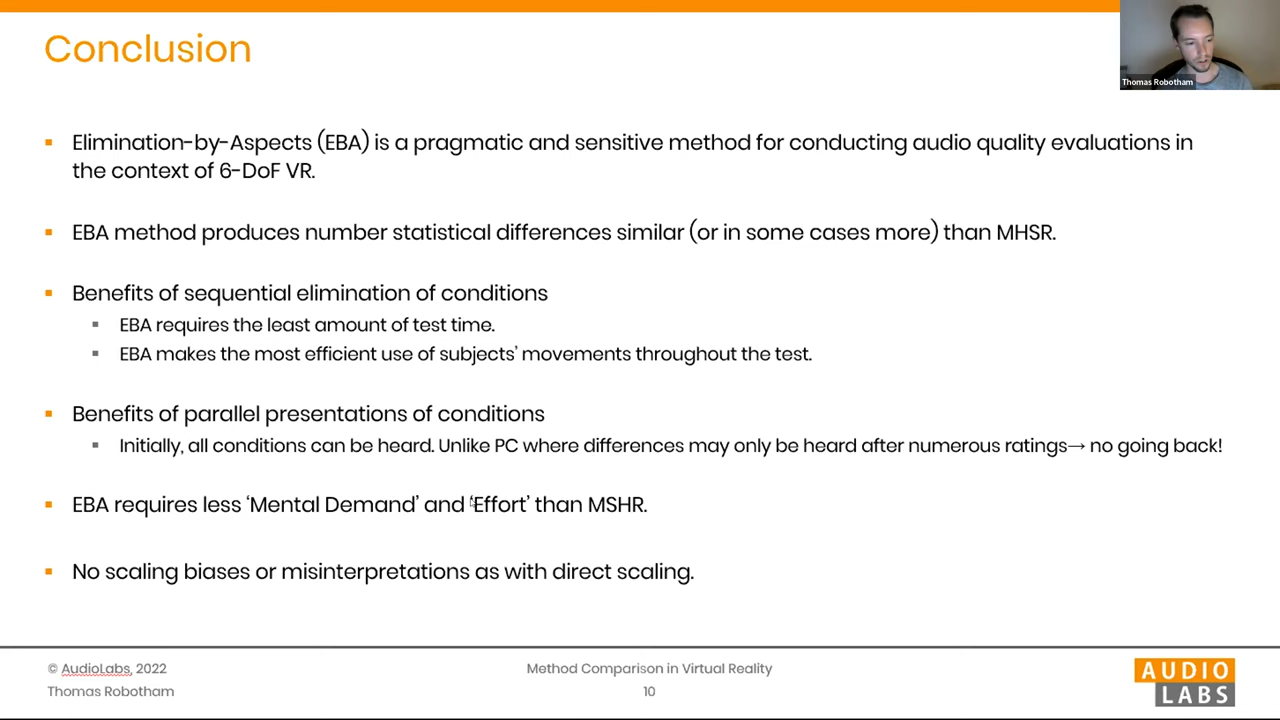 Conclusion
Thomas Robotham
Elimination-by-Aspects (EBA) is a pragmatic and sensitive method for conducting audio quality evaluations in
the context of 6-DoF VR.
EBA method produces number statistical differences similar (or in some cases more) than MHSR.
Benefits of sequential elimination of conditions
EBA requires the least amount of test time.
EBA makes the most efficient use of subjects' movements throughout the test.
Benefits of parallel presentations of conditions
Initially, all conditions can be heard. Unlike PC where differences may only be heard after numerous ratings→ no going back!
EBA requires less 'Mental Demand' and 'Effort' than MSHR.
No scaling biases or misinterpretations as with direct scaling.
© AudioLabs, 2022
Thomas Robotham
Method Comparison in Virtual Reality
10
AUDIO
LABS